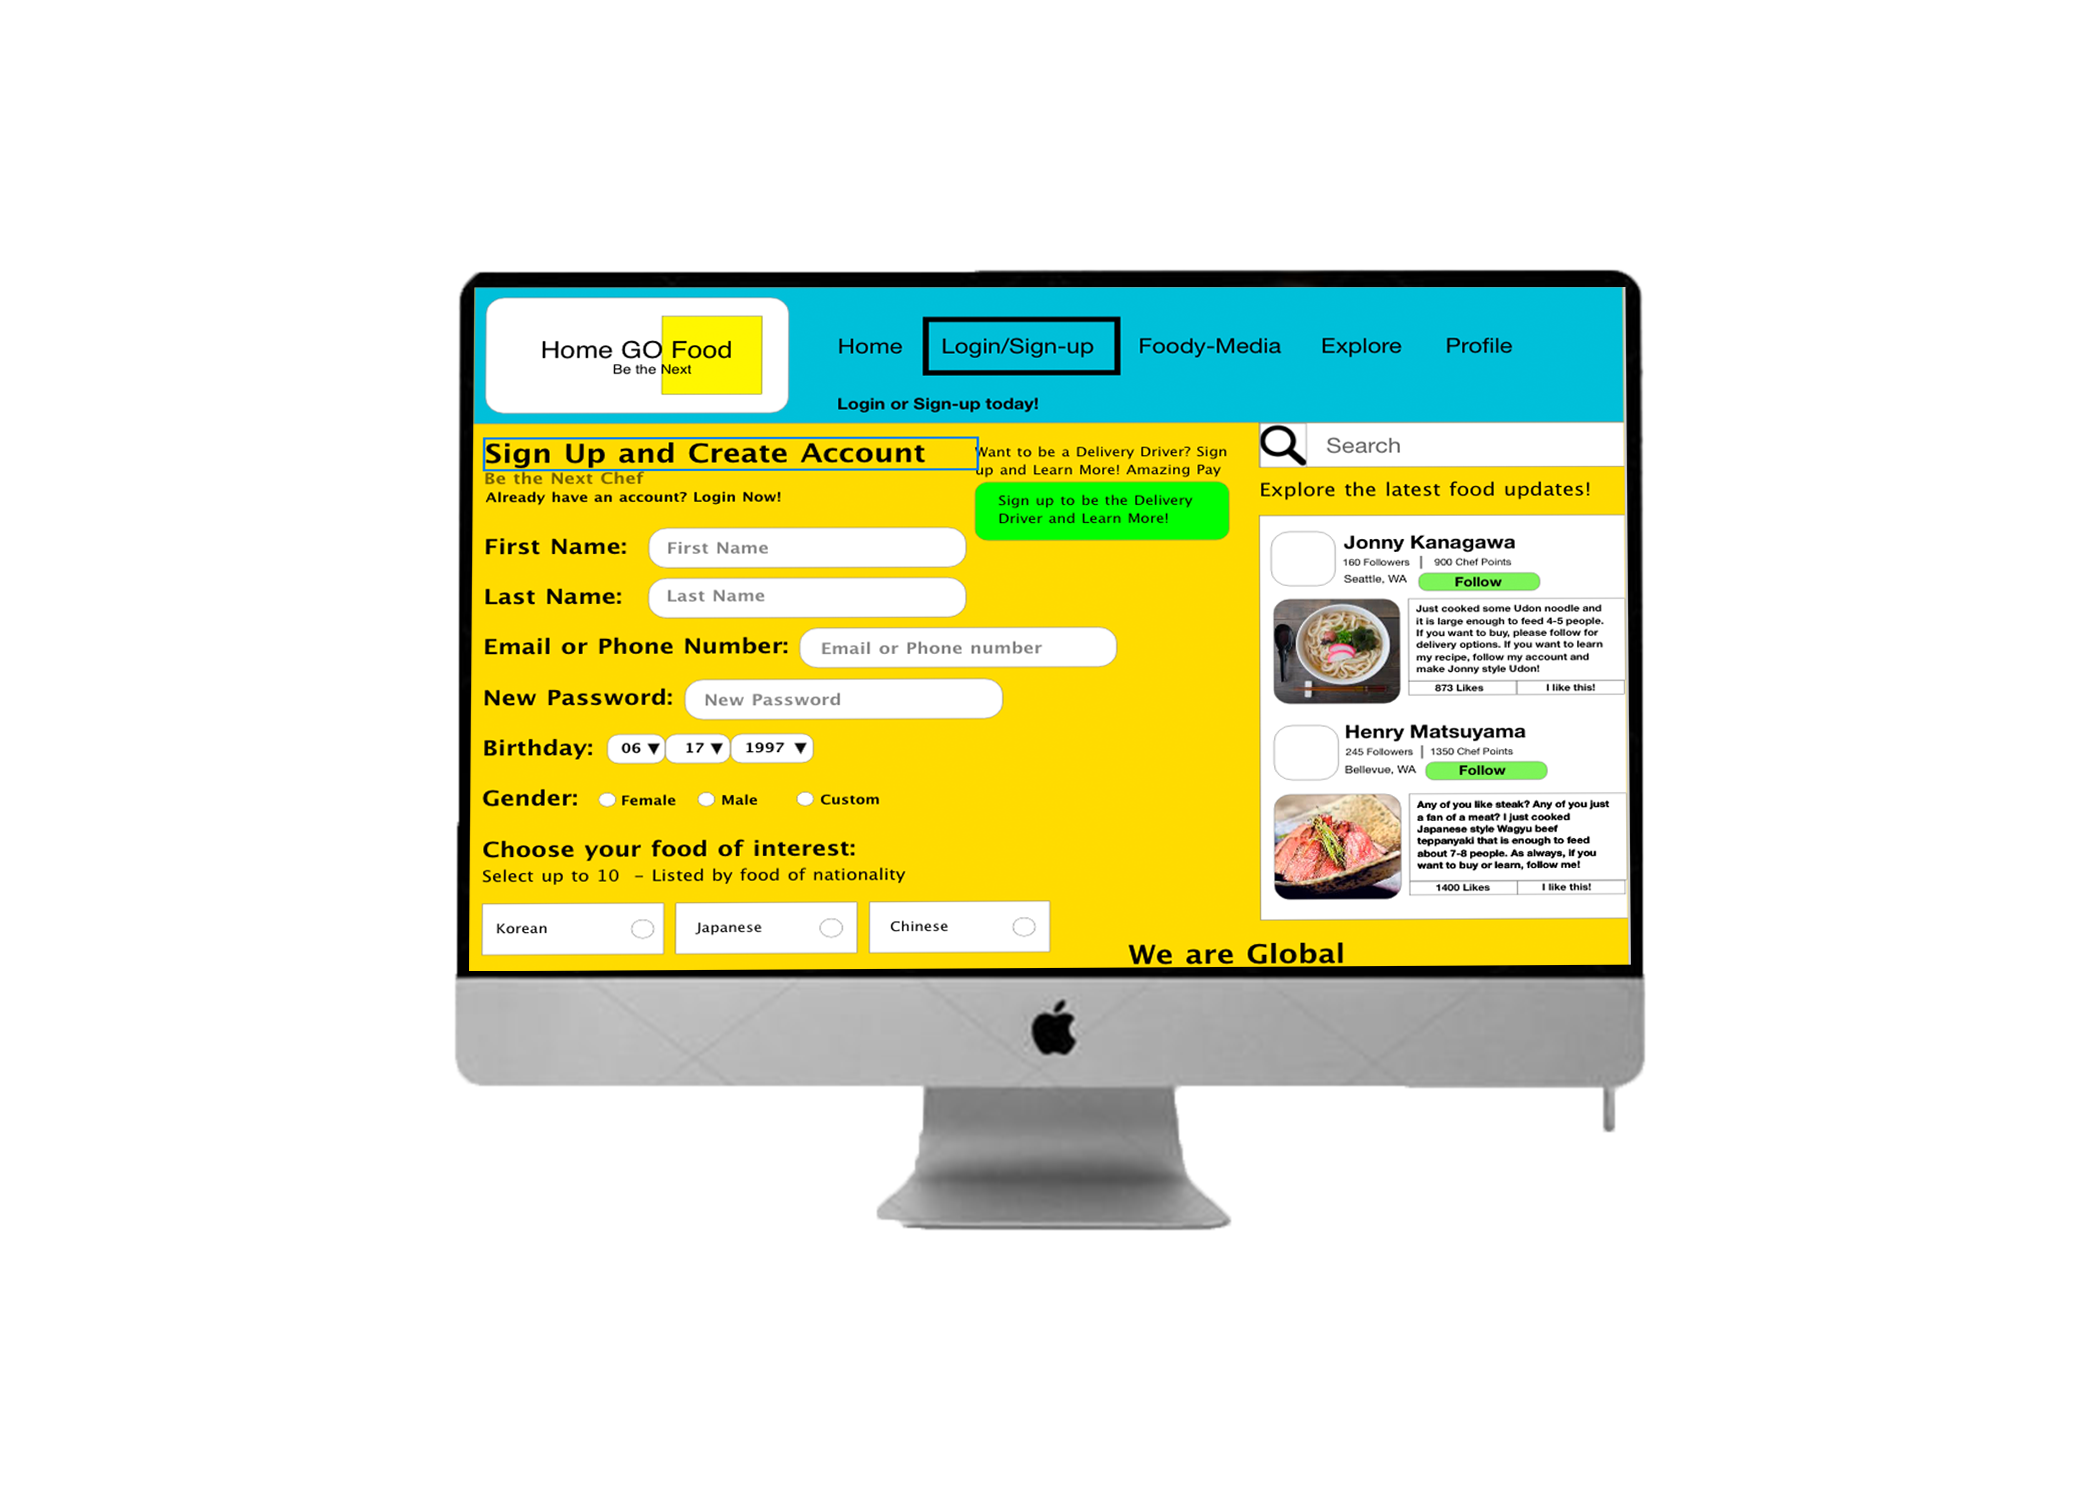 Home GO Food
Be the Next
Home
Login/Sign-up
Foody-Media
Explore
Profile
Login or Sign-up today!
Sign Up and Create Account
Be the Next Chef
Already have an account? Login Now!
First Name:
First Name
Last Name:
Last Name
Email or Phone Number:
Email or Phone number
New Password:
New Password
Birthday:
06 ▼
17 ▼
1997 ▼
Gender:
Female
Male
Custom
Choose your food of interest:
Select up to 10 – Listed by food of nationality
Korean
Japanese
Chinese
Want to be a Delivery Driver? Sign
up and Learn More! Amazing Pay
Sign up to be the Delivery
Driver and Learn More!
Search
Explore the latest food updates!
Jonny Kanagawa
160 Followers | 900 Chef Points
Seattle, WA
Follow
Just cooked some Udon noodle and
it is large enough to feed 4-5 people.
If you want to buy, please follow for
delivery options. If you want to learn
my recipe, follow my account and
make Jonny style Udon!
873 Likes
I like this!
Henry Matsuyama
245 Followers | 1350 Chef Points
Bellevue, WA
Follow
Any of you like steak? Any of you just
a fan of a meat? I just cooked
Japanese style Wagyu beef
teppanyaki that is enough to feed
about 7-8 people. As always, if you
want to buy or learn, follow me!
1400 Likes
I like this!
We are Global